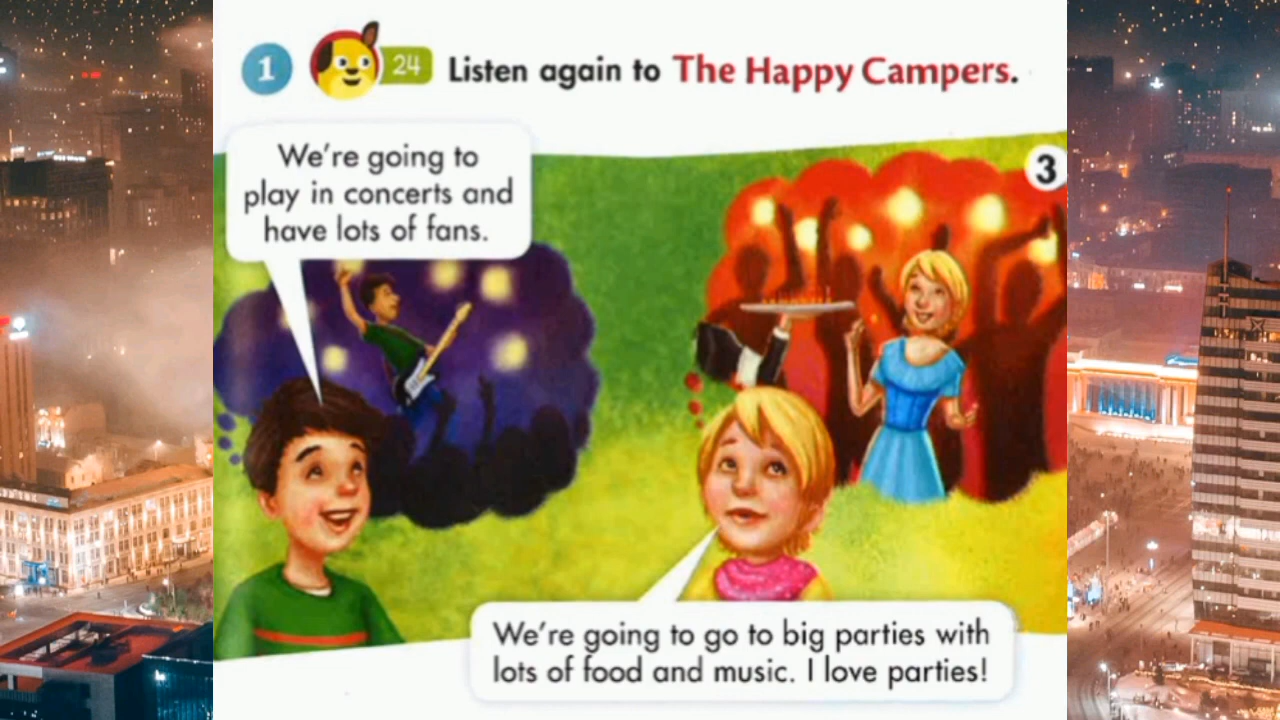 1 24 Listen again to The Happy Campers.
3
We're going to
play in concerts and
have lots of fans.
We're going to go to big parties with
lots of food and music. I love parties!